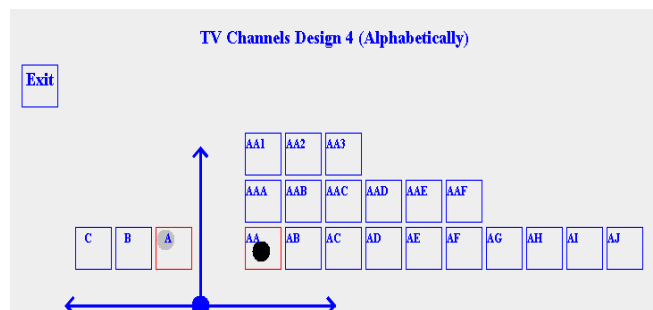 TV Channels Design 4 (Alphabetically)
Exit
AA1 AA2 AA3
AAA AAB AAC AAD AAE AAF
C B A AA AB AC AD AE AF AG AH AI AJ